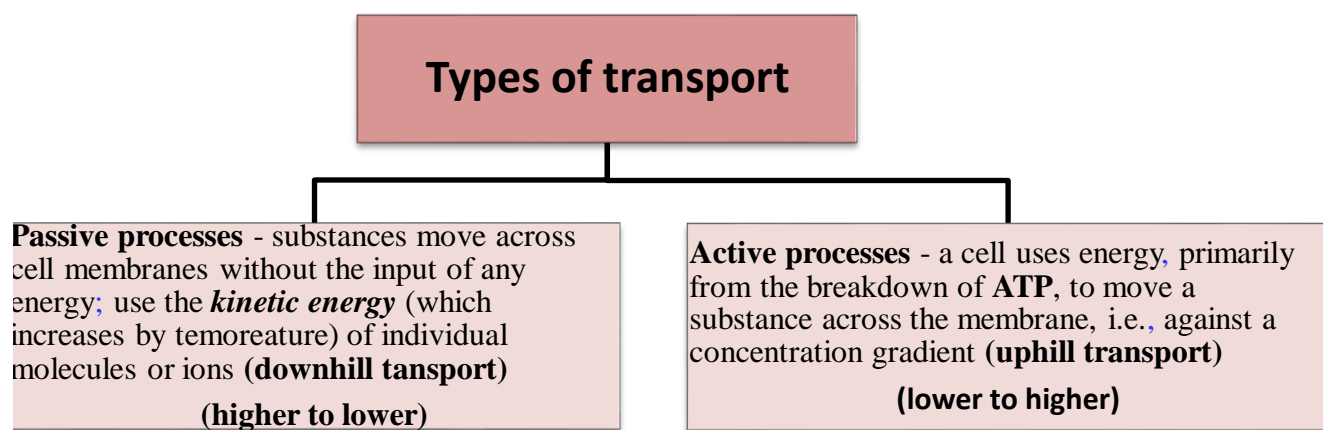 Types of transport
Passive processes - substances move across
cell membranes without the input of any
energy; use the kinetic energy (which
increases by temoreature) of individual
molecules or ions (downhill tansport)
(higher to lower)
Active processes - a cell uses energy, primarily
from the breakdown of ATP, to move a
substance across the membrane, i.e., against a
concentration gradient (uphill transport)
(lower to higher)